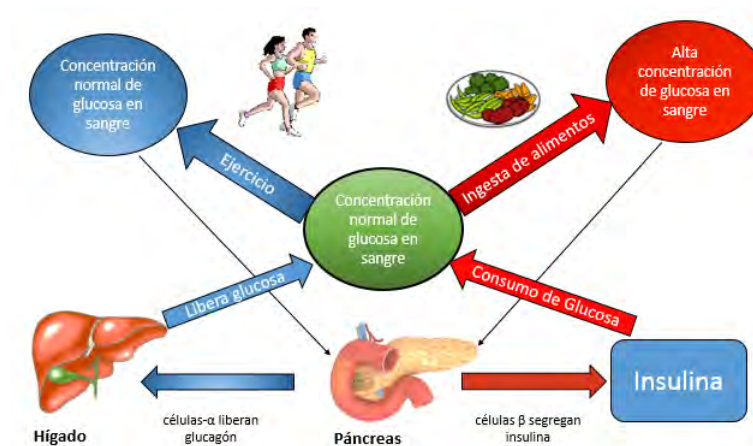 Concentración
normal de
glucosa en
sangre
Alta
concentración
de glucosa en
sangre
Ejercicio
Ingesta de alimentos
Concentración
normal de
glucosa en
sangre
Libera glucosa
Consumo de Glucosa
Insulina
Hígado
células-α liberan
glucagón
Páncreas
células β segregan
insulina